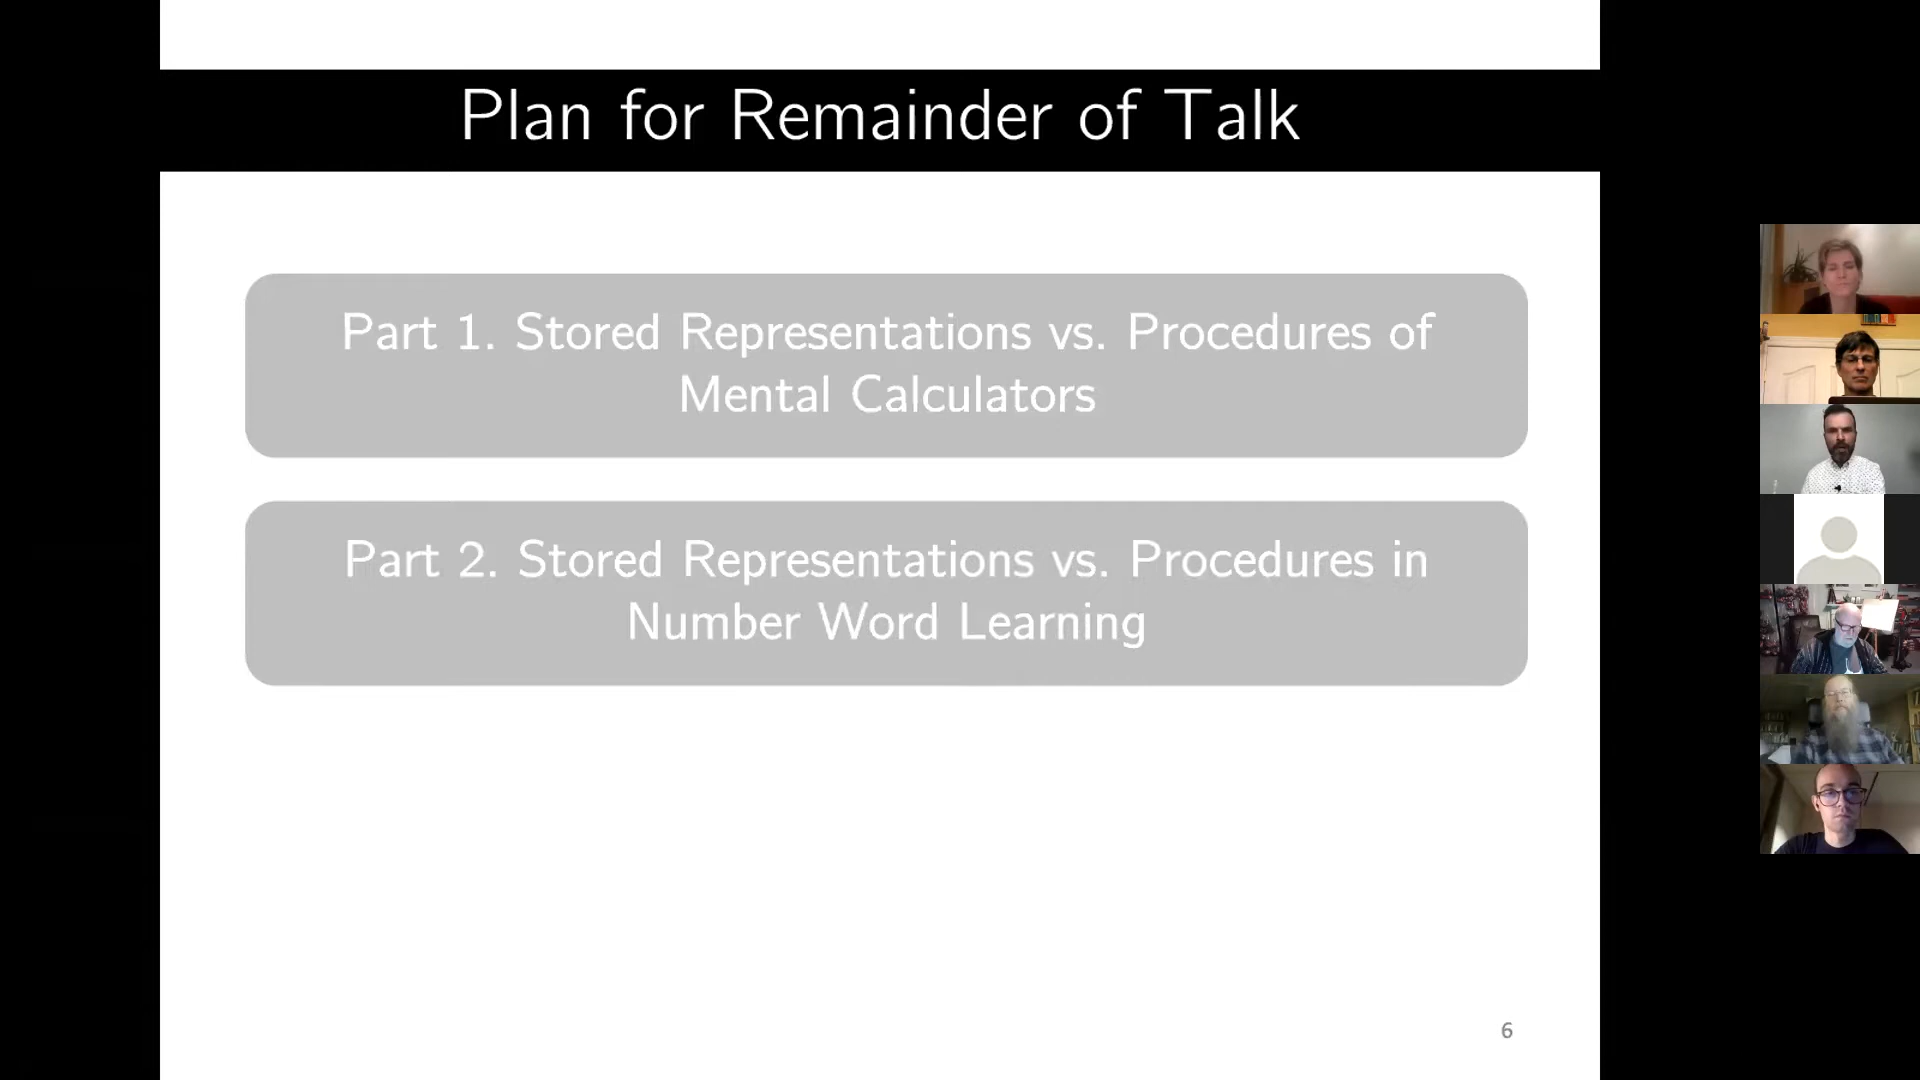 Plan for Remainder of Talk
Part 1. Stored Representations vs. Procedures of
Mental Calculators
Part 2. Stored Representations vs. Procedures in
Number Word Learning
6